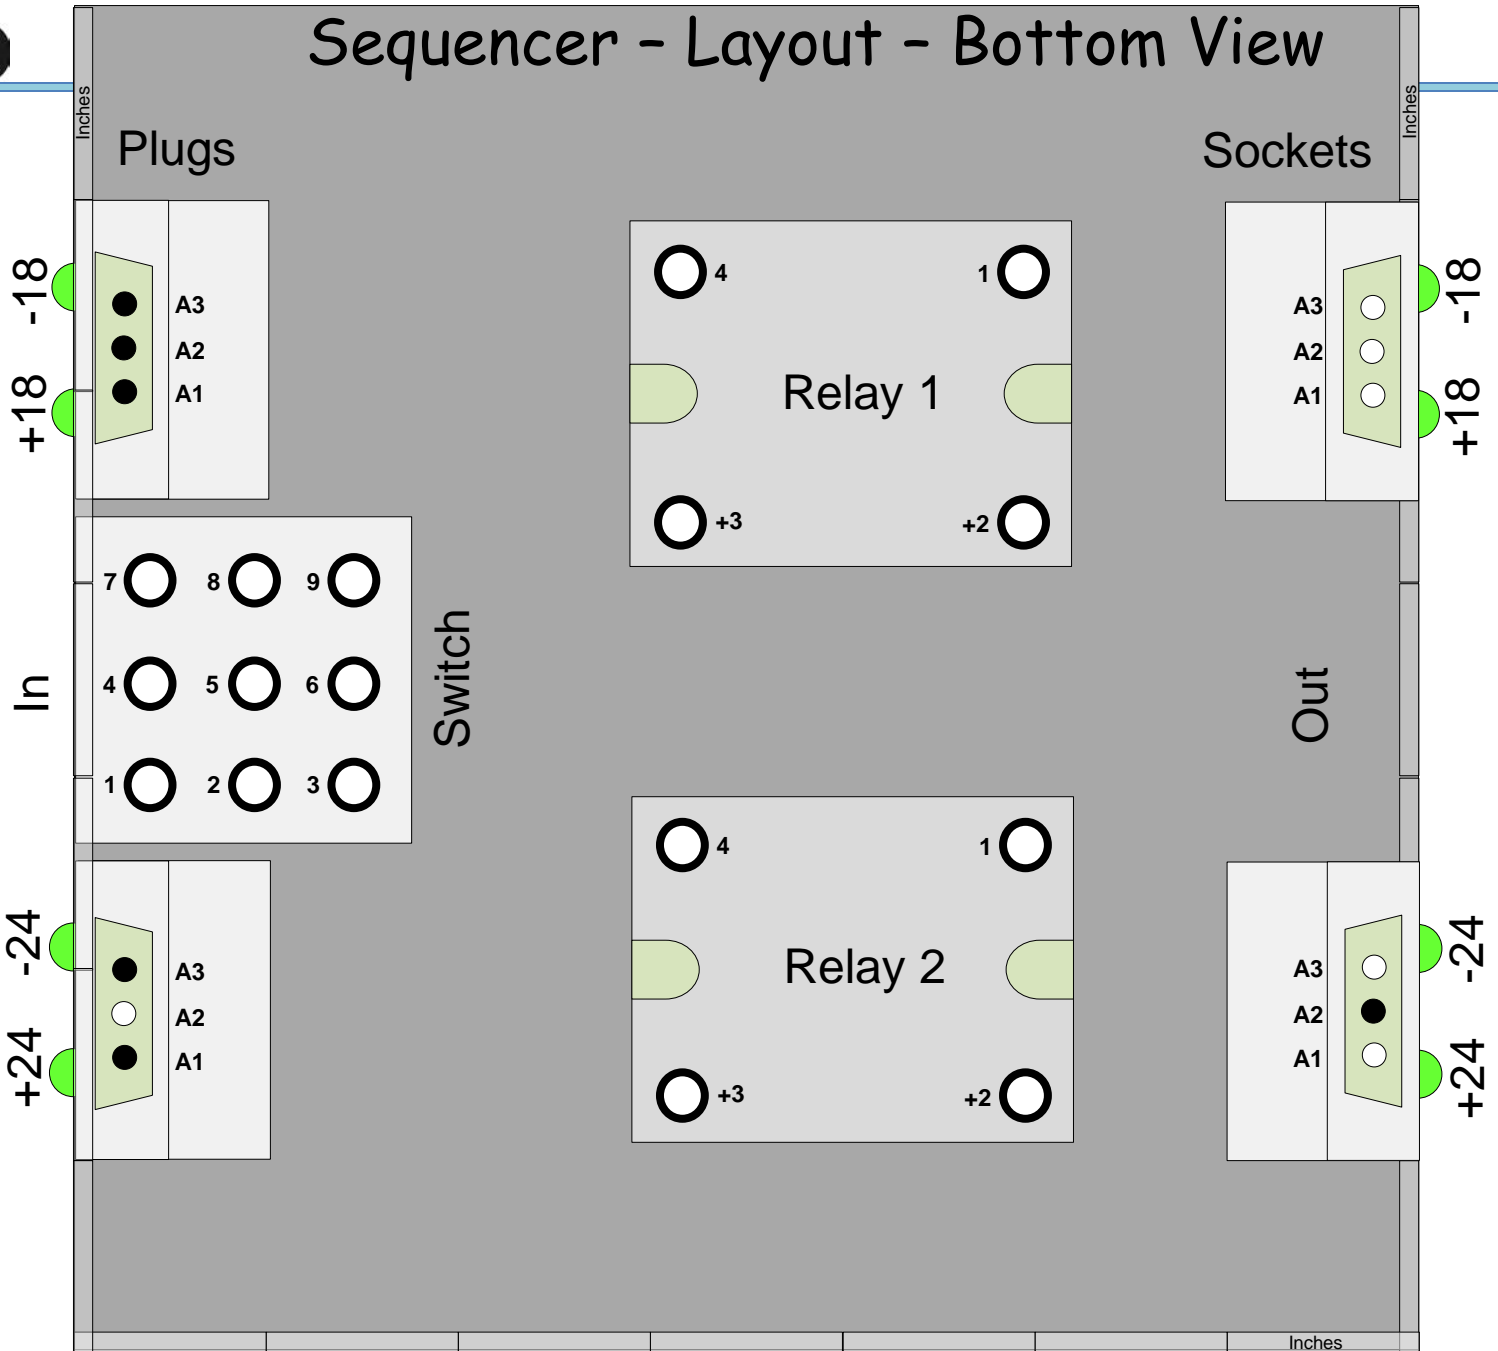 Sequencer – Layout – Bottom View
Inches
Inches
Plugs
Sockets
-18
+18
A3
A2
A1
4
1
Relay 1
+3
+2
A3
A2
A1
-18
+18
In
7 8 9
4 5 6
1 2 3
Switch
Out
-24
+24
A3
A2
A1
4
1
Relay 2
+3
+2
A3
A2
A1
-24
+24
Inches